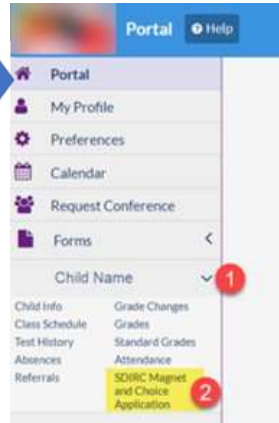 Portal Help
Portal
My Profile
Preferences
Calendar
Request Conference
Forms
Child Name 1
Child Info Grade Changes
Class Schedule Grades
Test History Standard Grades
Absences Attendance
Referrals SDIRC Magnet
and Choice
Application 2